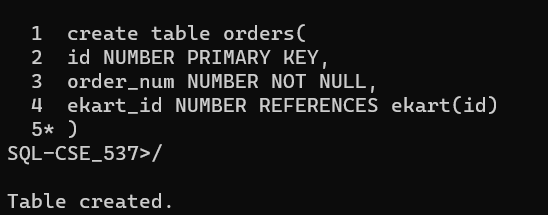 1 create table orders(
2 id NUMBER PRIMARY KEY,
3 order_num NUMBER NOT NULL,
4 ekart_id NUMBER REFERENCES ekart(id)
5* )
SQL-CSE_537>/
Table created.